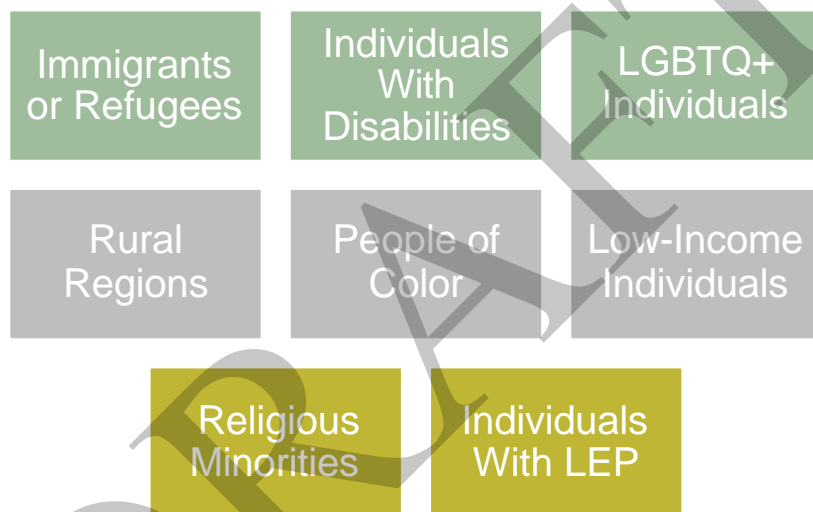 Immigrants
or Refugees
Individuals
With
Disabilities
LGBTQ+
Individuals
Rural
Regions
People of
Color
Low-Income
Individuals
Religious
Minorities
Individuals
With LEP
DRAFT